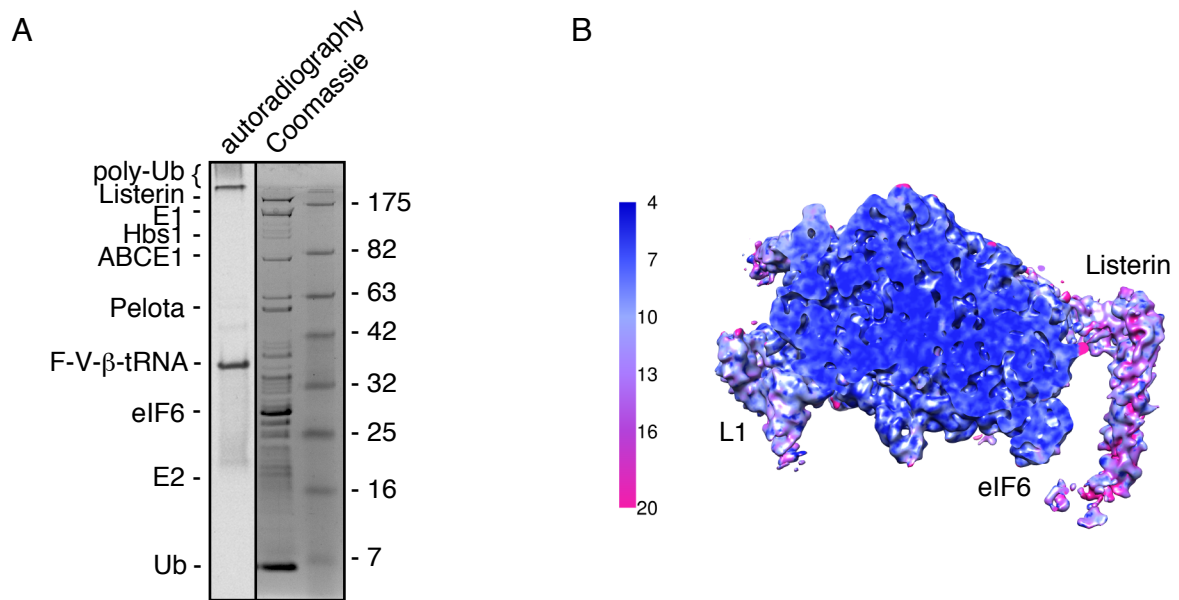 A
autoradiography
Coomassie
poly-Ub {
Listerin -
E1 -
Hbs1 -
ABCE1 -
Pelota -
F-V-β-tRNA -
eIF6 -
E2 -
Ub -
- 175
- 82
- 63
- 42
- 32
- 25
- 16
- 7
B
4
7
10
13
16
20
Listerin
L1
eIF6